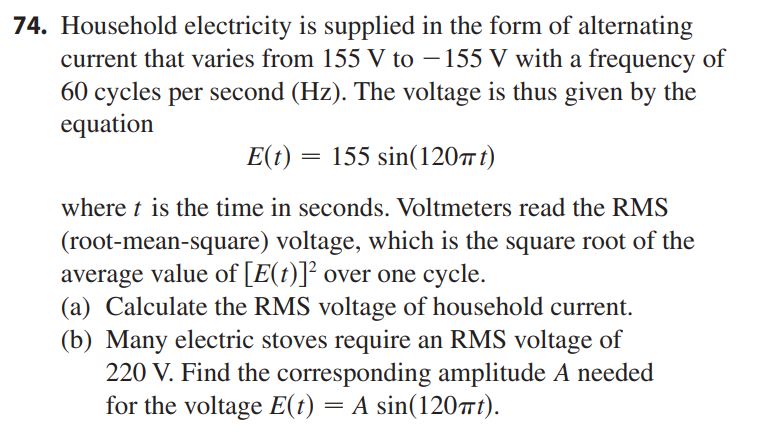 74. Household electricity is supplied in the form of alternating
current that varies from 155 V to −155 V with a frequency of
60 cycles per second (Hz). The voltage is thus given by the
equation
E(t) = 155 sin(120πt)
where t is the time in seconds. Voltmeters read the RMS
(root-mean-square) voltage, which is the square root of the
average value of [E(t)]² over one cycle.
(a) Calculate the RMS voltage of household current.
(b) Many electric stoves require an RMS voltage of
220 V. Find the corresponding amplitude A needed
for the voltage E(t) = A sin(120πt).